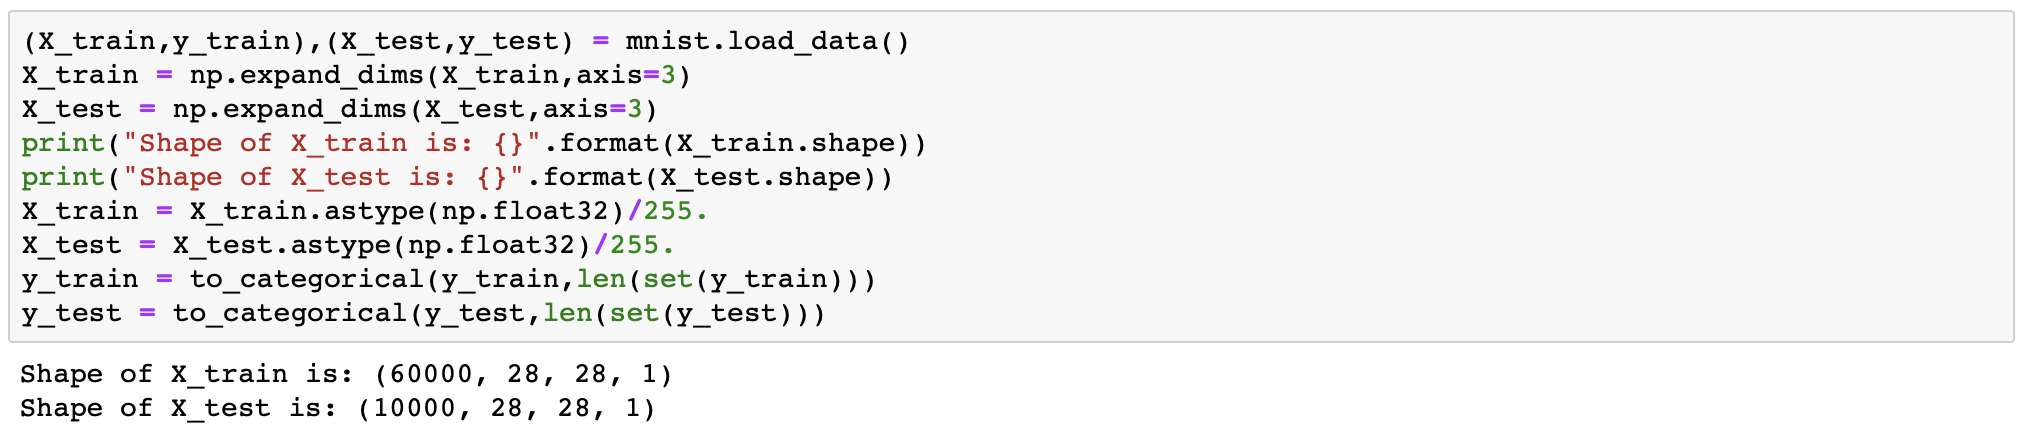 (X_train,y_train),(X_test,y_test) = mnist.load_data()
X_train = np.expand_dims(X_train,axis=3)
X_test = np.expand_dims(X_test,axis=3)
print("Shape of X_train is: {}".format(X_train.shape))
print("Shape of X_test is: {}".format(X_test.shape))
X_train = X_train.astype(np.float32)/255.
X_test = X_test.astype(np.float32)/255.
y_train = to_categorical(y_train,len(set(y_train)))
y_test = to_categorical(y_test,len(set(y_test)))
Shape of X_train is: (60000, 28, 28, 1)
Shape of X_test is: (10000, 28, 28, 1)